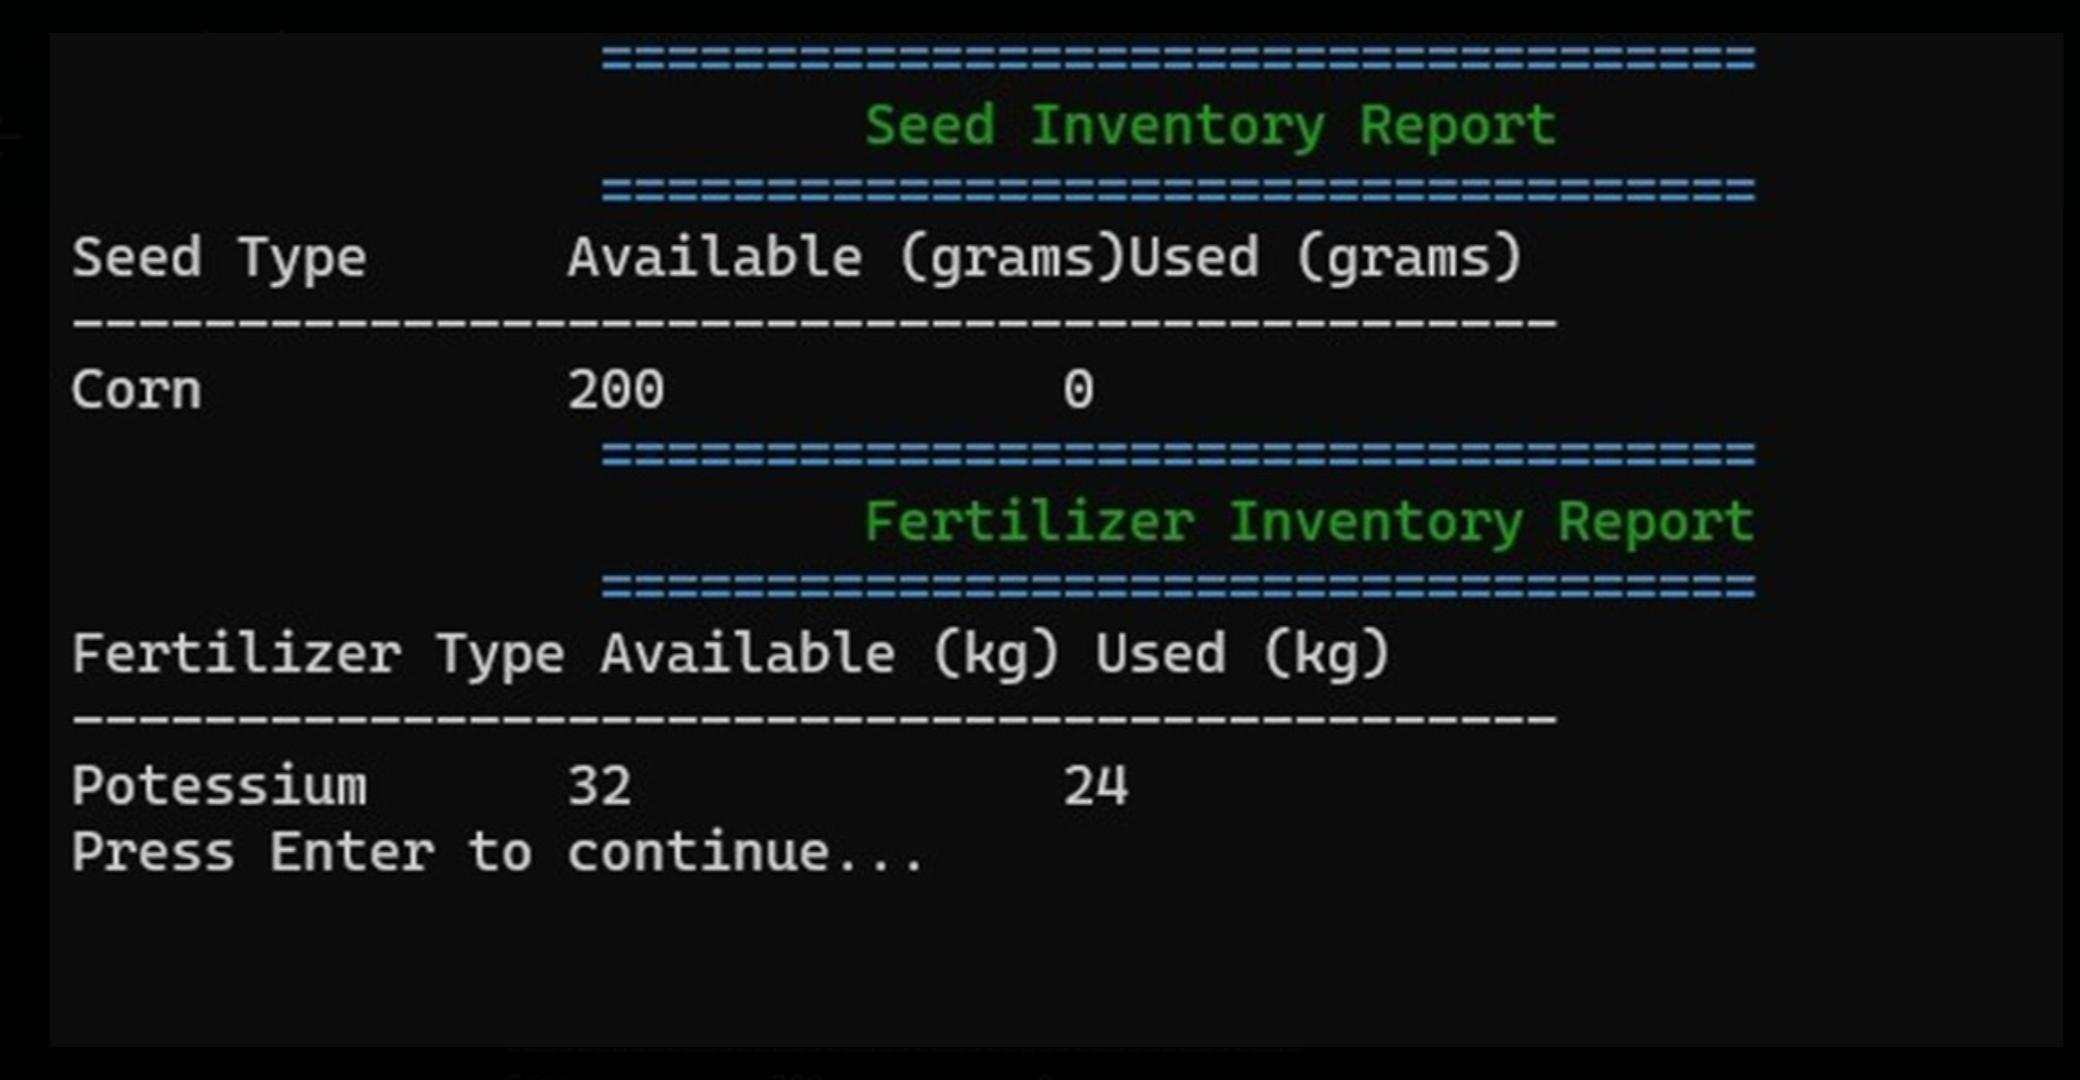 ===================================
Seed Inventory Report
===================================
Seed Type      Available (grams)Used (grams)
---------------------------------------------
Corn           200            0
===================================
Fertilizer Inventory Report
===================================
Fertilizer Type Available (kg) Used (kg)
---------------------------------------------
Potessium      32             24
Press Enter to continue...